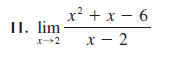 11. lim x→2 (x² + x − 6)/(x − 2)